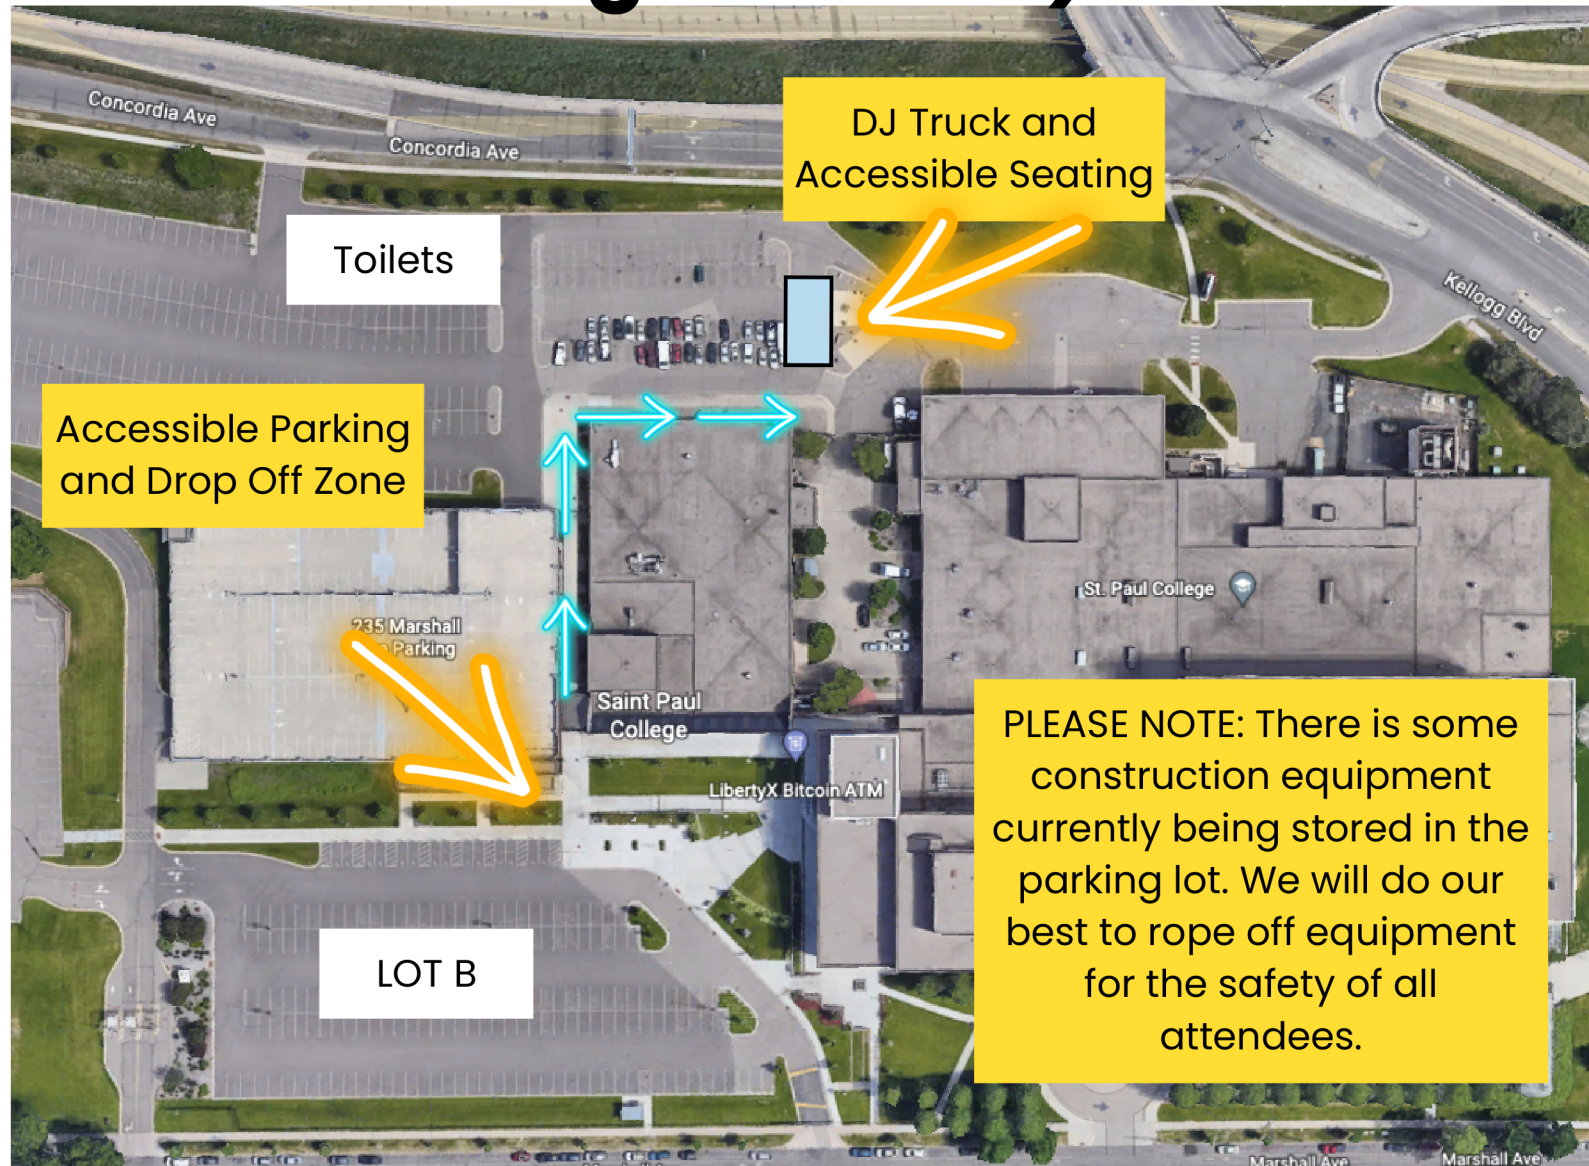 Concordia Ave
Concordia Ave
DJ Truck and
Accessible Seating
Toilets
Kellogg Blvd
Accessible Parking
and Drop Off Zone
235 Marshall
Parking
St. Paul College
Saint Paul
College
LibertyX Bitcoin ATM
PLEASE NOTE: There is some
construction equipment
currently being stored in the
parking lot. We will do our
best to rope off equipment
for the safety of all
attendees.
LOT B
Marshall Ave
Marshall Ave